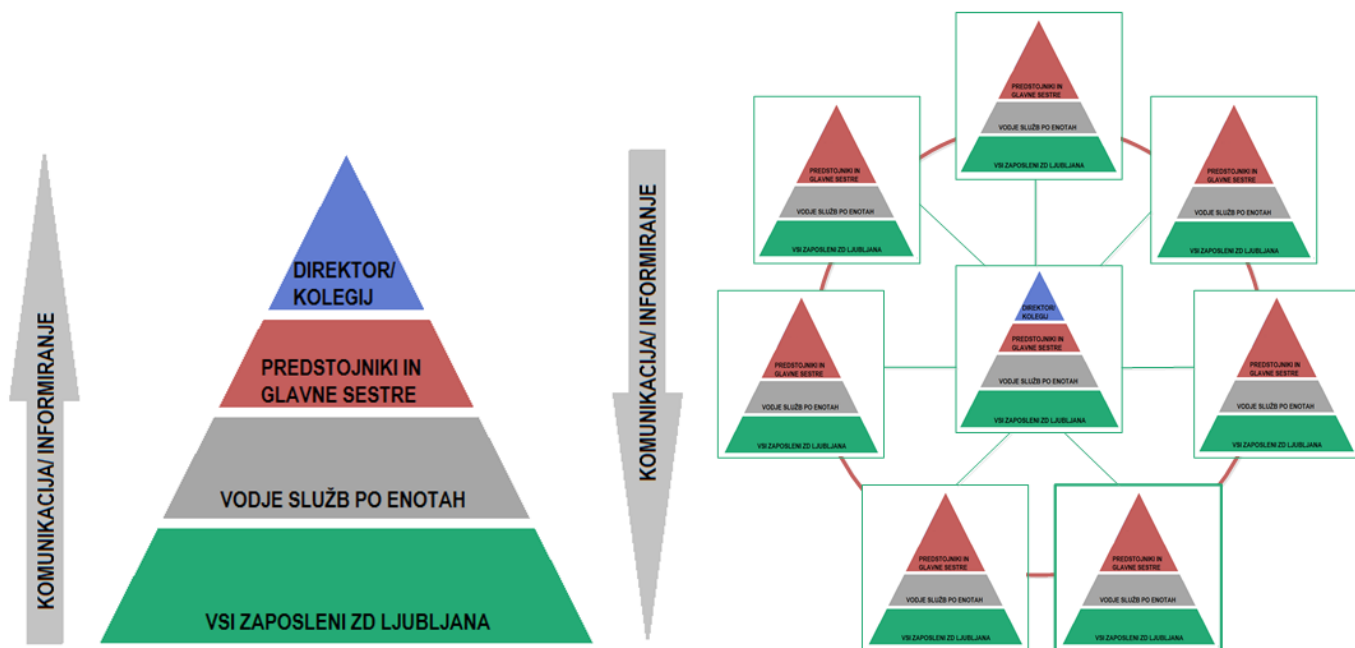 KOMUNIKACIJA/ INFORMIRANJE
DIREKTOR/
KOLEGIJ
PREDSTOJNIKI IN
GLAVNE SESTRE
VODJE SLUŽB PO ENOTAH
VSI ZAPOSLENI ZD LJUBLJANA
KOMUNIKACIJA/ INFORMIRANJE
PREDSTOJNIKI IN
GLAVNE SESTRE
VODJE SLUŽB PO ENOTAH
VSI ZAPOSLENI ZD LJUBLJANA
PREDSTOJNIKI IN
GLAVNE SESTRE
VODJE SLUŽB PO ENOTAH
VSI ZAPOSLENI ZD LJUBLJANA
PREDSTOJNIKI IN
GLAVNE SESTRE
VODJE SLUŽB PO ENOTAH
VSI ZAPOSLENI ZD LJUBLJANA
PREDSTOJNIKI IN
GLAVNE SESTRE
VODJE SLUŽB PO ENOTAH
VSI ZAPOSLENI ZD LJUBLJANA
DIREKTOR/
KOLEGIJ
PREDSTOJNIKI IN
GLAVNE SESTRE
VODJE SLUŽB PO ENOTAH
VSI ZAPOSLENI ZD LJUBLJANA
PREDSTOJNIKI IN
GLAVNE SESTRE
VODJE SLUŽB PO ENOTAH
VSI ZAPOSLENI ZD LJUBLJANA
PREDSTOJNIKI IN
GLAVNE SESTRE
VODJE SLUŽB PO ENOTAH
VSI ZAPOSLENI ZD LJUBLJANA
PREDSTOJNIKI IN
GLAVNE SESTRE
VODJE SLUŽB PO ENOTAH
VSI ZAPOSLENI ZD LJUBLJANA